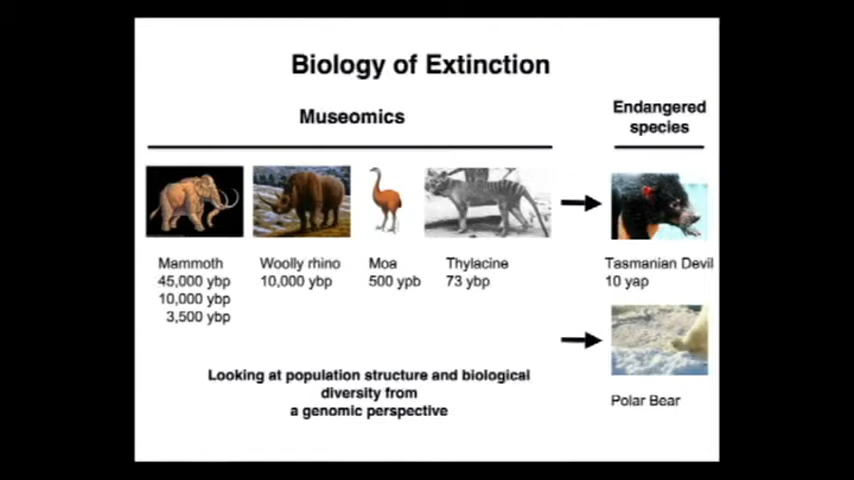 Biology of Extinction
Museomics
Endangered
species
Mammoth
45,000 ybp
10,000 ybp
3,500 ybp
Woolly rhino
10,000 ybp
Moa
500 ypb
Thylacine
73 ybp
Tasmanian Devil
10 yap
Polar Bear
Looking at population structure and biological
diversity from
a genomic perspective